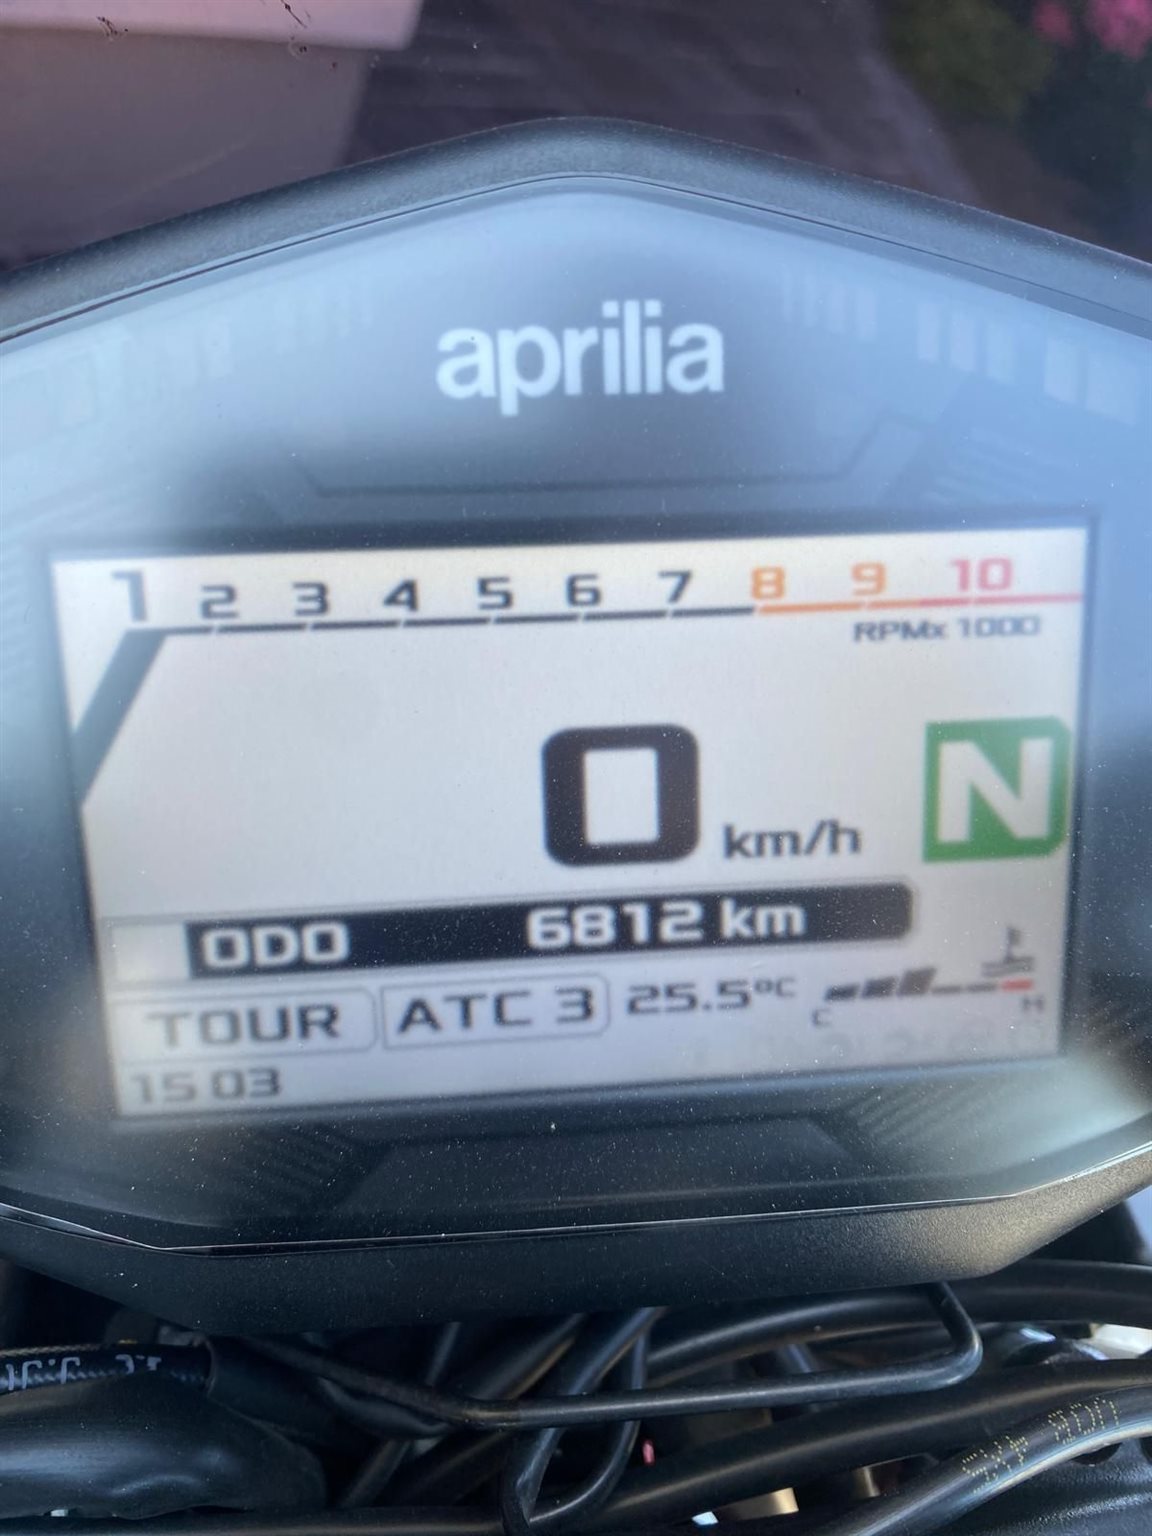 aprilia
1 2 3 4 5 6 7 8 9 10
RPMx 1000
0 km/h N
ODO 6812 km
TOUR ATC 3 25.5°C
C H
15 03